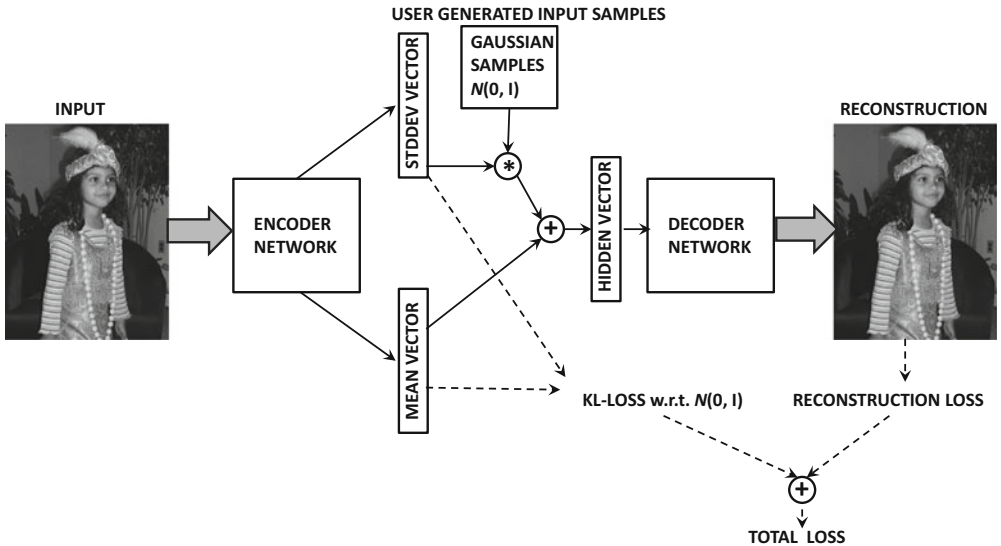 USER GENERATED INPUT SAMPLES
GAUSSIAN
SAMPLES
N(0, I)
STDDEV VECTOR
INPUT
RECONSTRUCTION
*
ENCODER
NETWORK
+
HIDDEN VECTOR
DECODER
NETWORK
MEAN VECTOR
KL-LOSS w.r.t. N(0, I)
RECONSTRUCTION LOSS
+
TOTAL LOSS